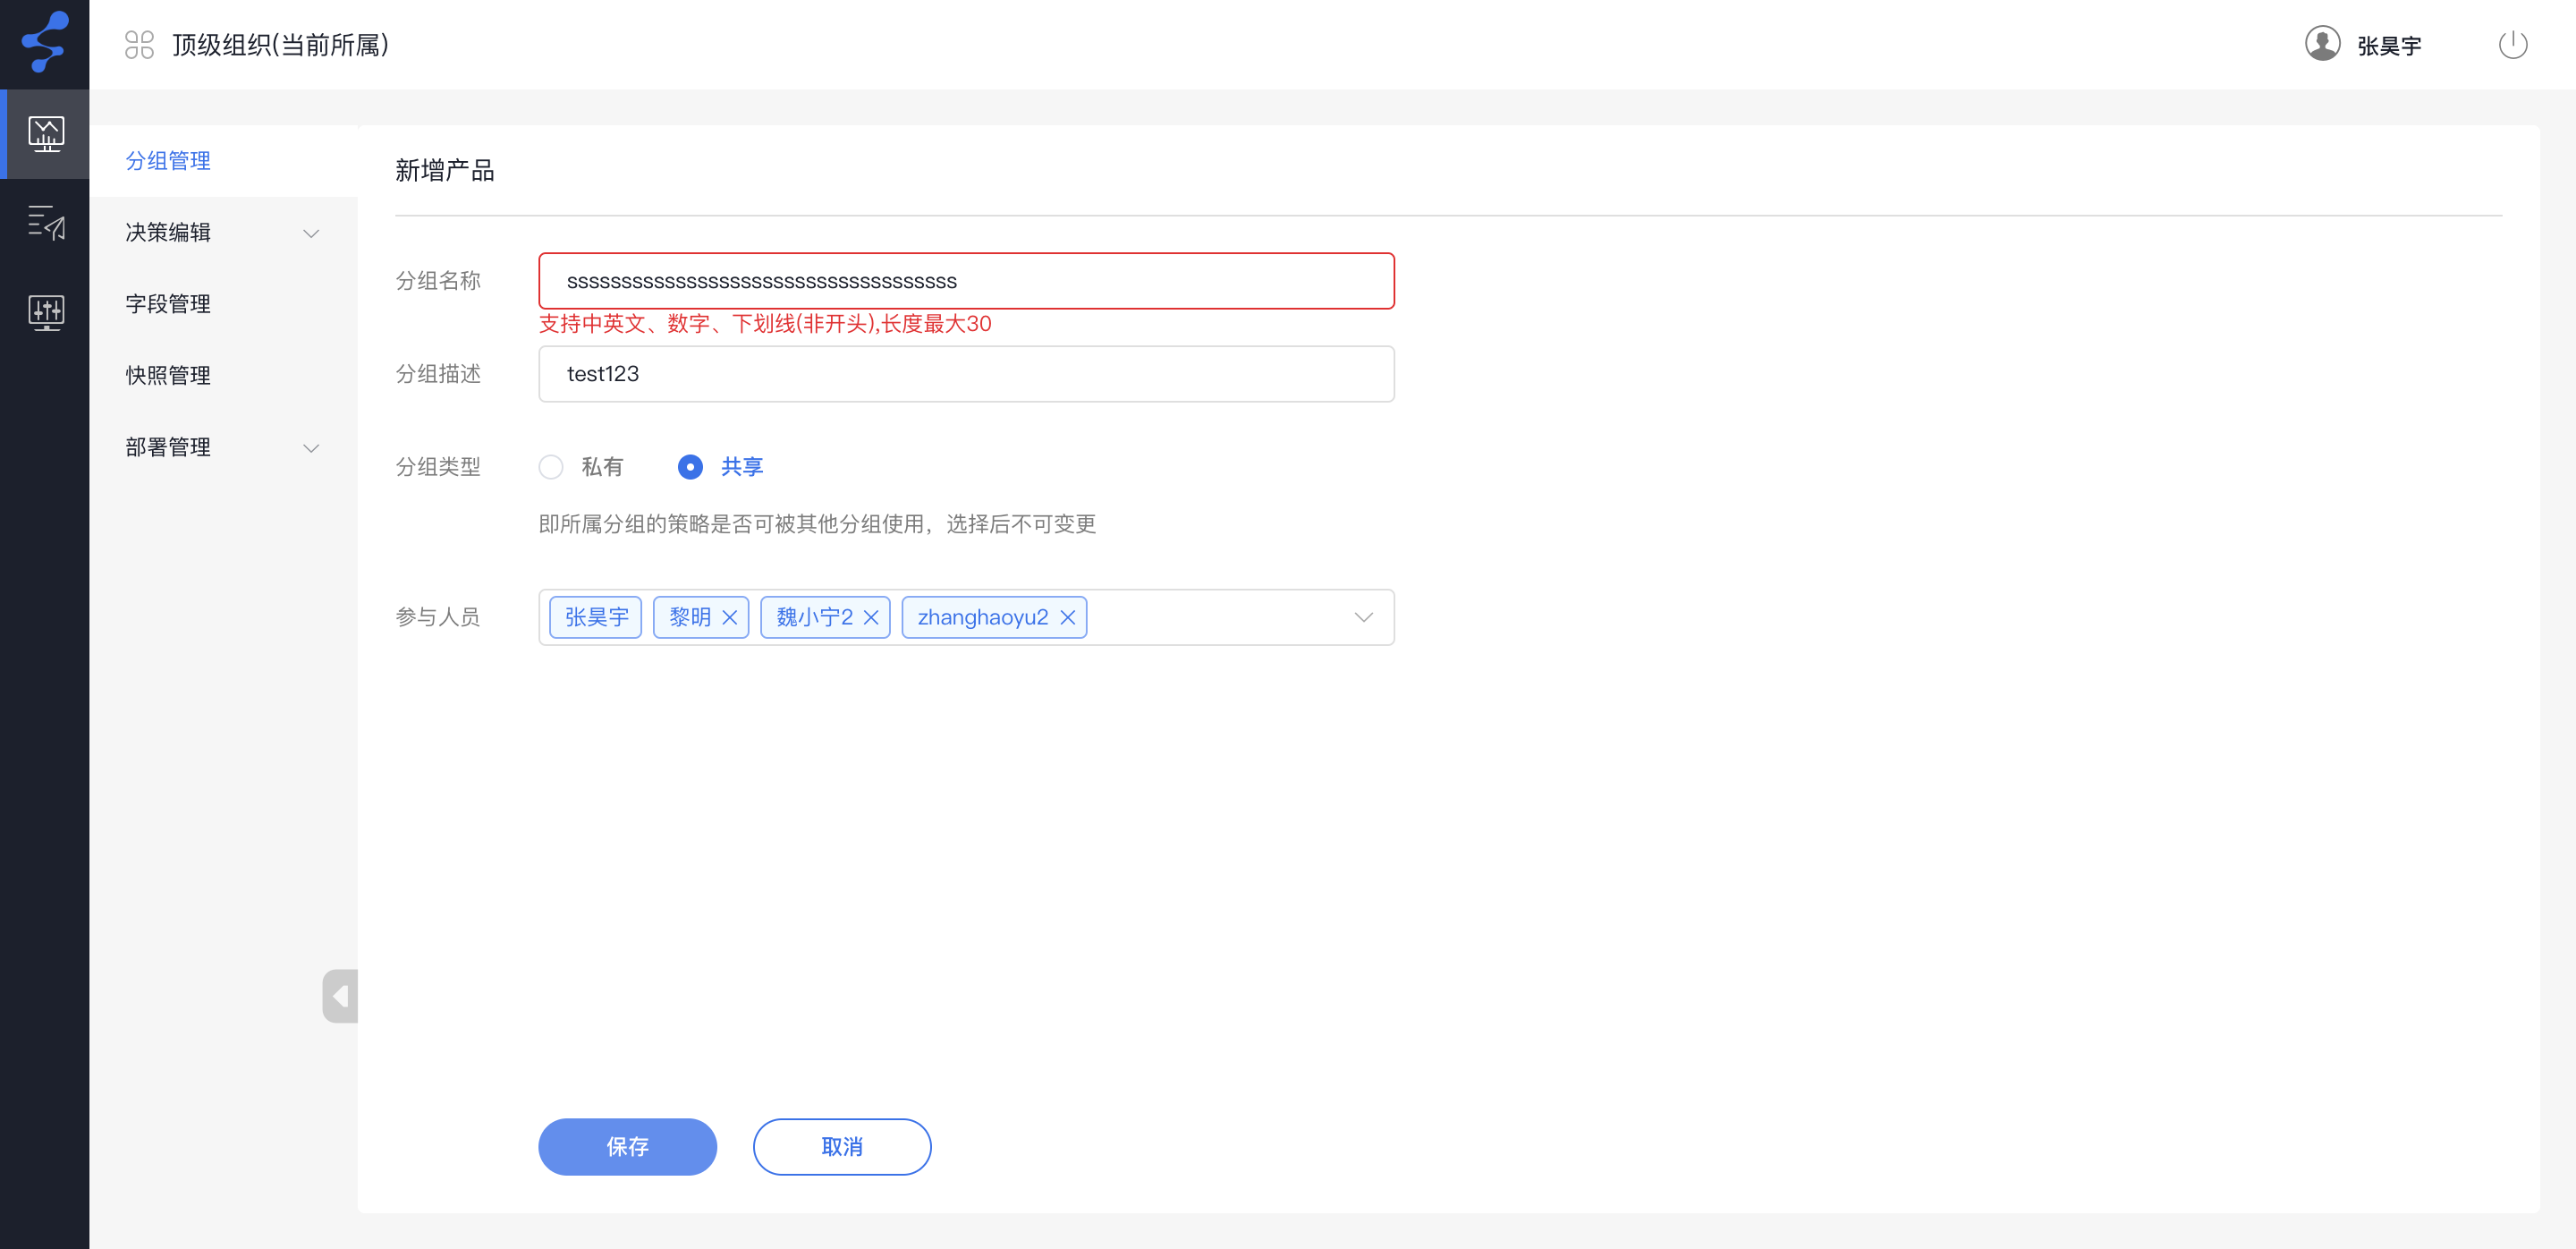 顶级组织(当前所属)
张昊宇
分组管理
决策编辑
字段管理
快照管理
部署管理
新增产品
分组名称
ssssssssssssssssssssssssssssssssssss
支持中英文、数字、下划线(非开头),长度最大30
分组描述
test123
分组类型
私有
共享
即所属分组的策略是否可被其他分组使用，选择后不可变更
参与人员
张昊宇
黎明
魏小宁2
zhanghaoyu2
保存
取消